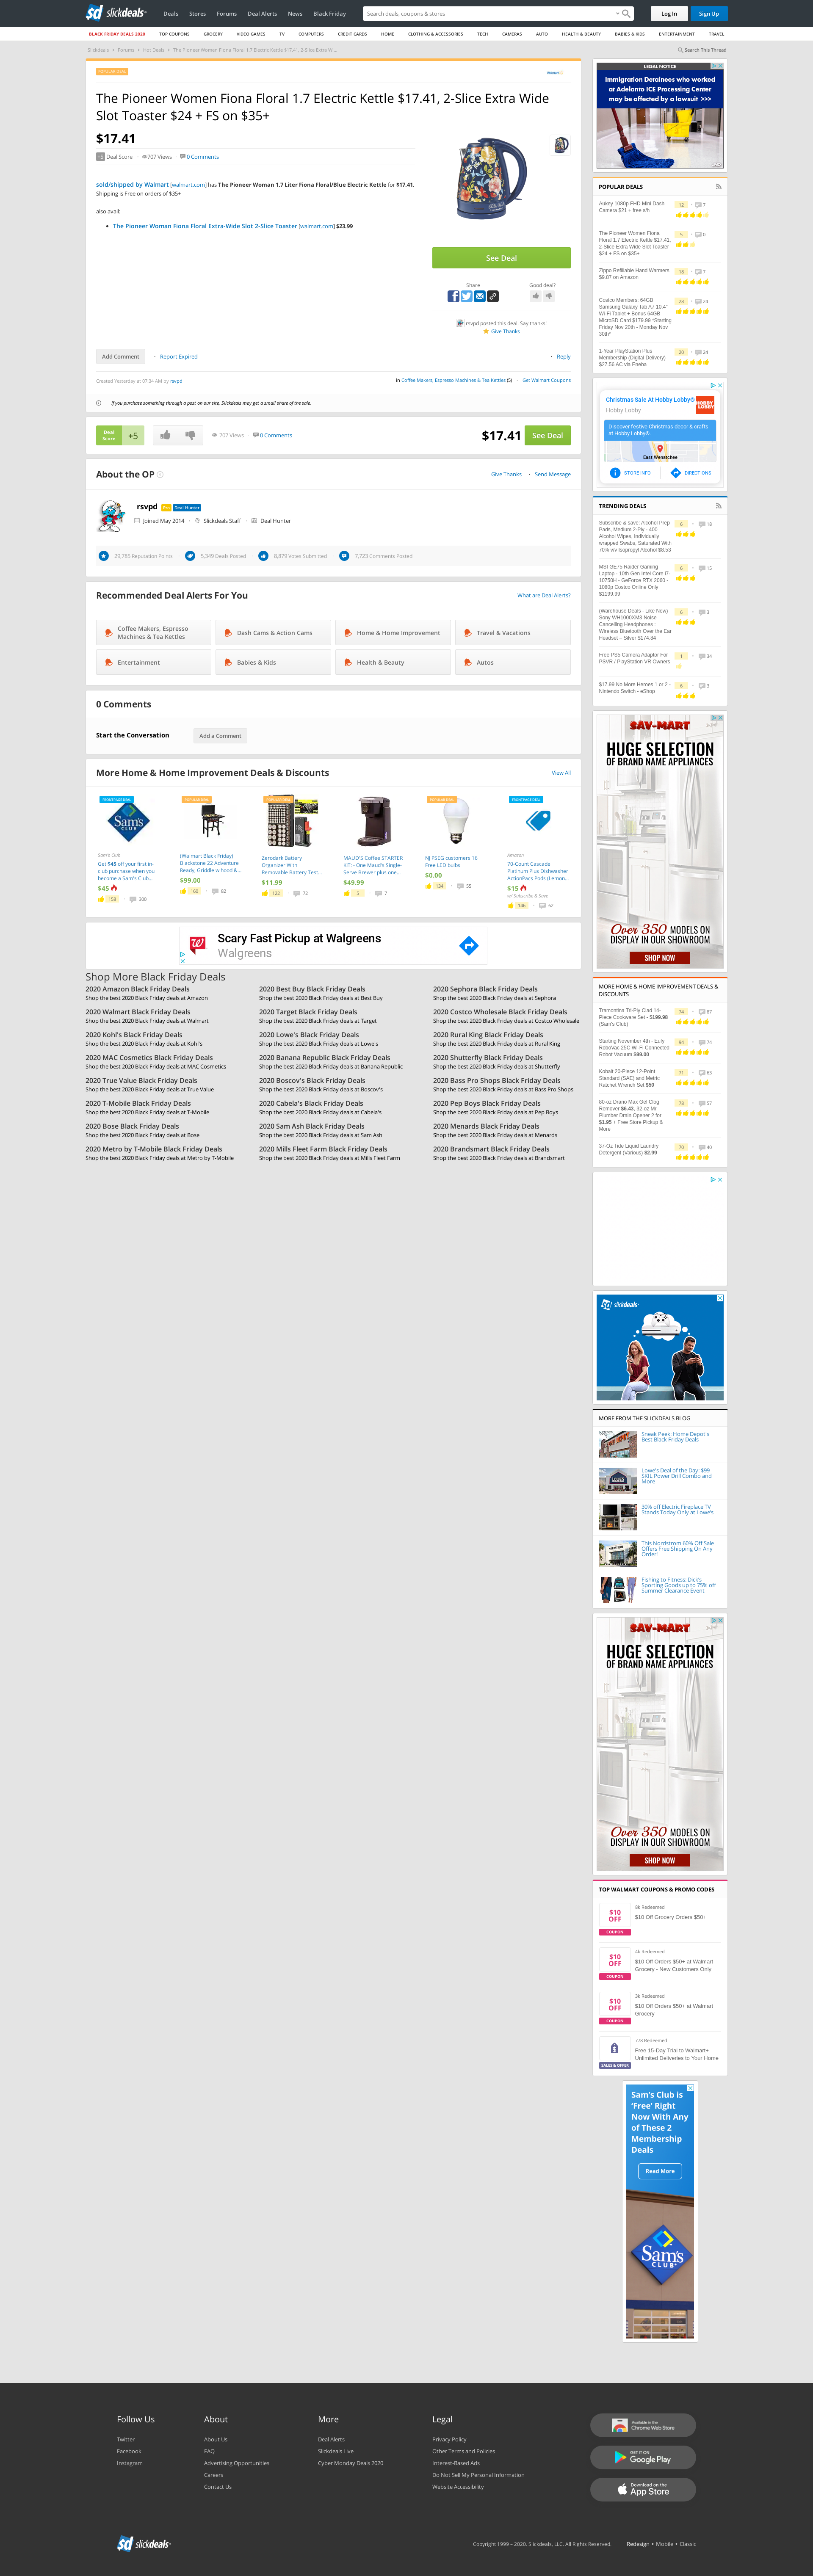 slickdeals
Deals
Stores
Forums
Deal Alerts
News
Black Friday
Search deals, coupons & stores
Log In
Sign Up
BLACK FRIDAY DEALS 2020
TOP COUPONS
GROCERY
VIDEO GAMES
TV
COMPUTERS
CREDIT CARDS
HOME
CLOTHING & ACCESSORIES
TECH
CAMERAS
AUTO
HEALTH & BEAUTY
BABIES & KIDS
ENTERTAINMENT
TRAVEL
Slickdeals
Forums
Hot Deals
The Pioneer Women Fiona Floral 1.7 Electric Kettle $17.41, 2-Slice Extra Wi...
Search This Thread
The Pioneer Women Fiona Floral 1.7 Electric Kettle $17.41, 2-Slice Extra Wide
Slot Toaster $24 + FS on $35+
$17.41
+5 Deal Score
707 Views
0 Comments
sold/shipped by Walmart [walmart.com] has The Pioneer Woman 1.7 Liter Fiona Floral/Blue Electric Kettle for $17.41.
Shipping is Free on orders of $35+
also avail:
The Pioneer Woman Fiona Floral Extra-Wide Slot 2-Slice Toaster [walmart.com] $23.99
See Deal
Share
Good deal?
rsvpd posted this deal. Say thanks!
Give Thanks
Add Comment
Report Expired
Reply
Created Yesterday at 07:34 AM by rsvpd
in Coffee Makers, Espresso Machines & Tea Kettles (5)
Get Walmart Coupons
If you purchase something through a post on our site, Slickdeals may get a small share of the sale.
Deal
Score
+5
707 Views
0 Comments
$17.41
See Deal
About the OP
Give Thanks
Send Message
rsvpd
Pro
Deal Hunter
Joined May 2014
Slickdeals Staff
Deal Hunter
29,785 Reputation Points
5,349 Deals Posted
8,879 Votes Submitted
7,723 Comments Posted
Recommended Deal Alerts For You
What are Deal Alerts?
Coffee Makers, Espresso
Machines & Tea Kettles
Dash Cams & Action Cams
Home & Home Improvement
Travel & Vacations
Entertainment
Babies & Kids
Health & Beauty
Autos
0 Comments
Start the Conversation
Add a Comment
More Home & Home Improvement Deals & Discounts
View All
FRONTPAGE DEAL
Sam's Club
Get $45 off your first in-
club purchase when you
become a Sam's Club...
$45
158
300
POPULAR DEAL
(Walmart Black Friday)
Blackstone 22 Adventure
Ready, Griddle w hood &...
$99.00
160
82
POPULAR DEAL
Zerodark Battery
Organizer With
Removable Battery Test...
$11.99
122
72
MAUD'S Coffee STARTER
KIT: - One Maud's Single-
Serve Brewer plus one...
$49.99
5
7
POPULAR DEAL
NJ PSEG customers 16
Free LED bulbs
$0.00
134
55
FRONTPAGE DEAL
Amazon
70-Count Cascade
Platinum Plus Dishwasher
ActionPacs Pods (Lemon...
$15
w/ Subscribe & Save
146
62
Scary Fast Pickup at Walgreens
Walgreens
Shop More Black Friday Deals
2020 Amazon Black Friday Deals
Shop the best 2020 Black Friday deals at Amazon
2020 Best Buy Black Friday Deals
Shop the best 2020 Black Friday deals at Best Buy
2020 Sephora Black Friday Deals
Shop the best 2020 Black Friday deals at Sephora
2020 Walmart Black Friday Deals
Shop the best 2020 Black Friday deals at Walmart
2020 Target Black Friday Deals
Shop the best 2020 Black Friday deals at Target
2020 Costco Wholesale Black Friday Deals
Shop the best 2020 Black Friday deals at Costco Wholesale
2020 Kohl's Black Friday Deals
Shop the best 2020 Black Friday deals at Kohl's
2020 Lowe's Black Friday Deals
Shop the best 2020 Black Friday deals at Lowe's
2020 Rural King Black Friday Deals
Shop the best 2020 Black Friday deals at Rural King
2020 MAC Cosmetics Black Friday Deals
Shop the best 2020 Black Friday deals at MAC Cosmetics
2020 Banana Republic Black Friday Deals
Shop the best 2020 Black Friday deals at Banana Republic
2020 Shutterfly Black Friday Deals
Shop the best 2020 Black Friday deals at Shutterfly
2020 True Value Black Friday Deals
Shop the best 2020 Black Friday deals at True Value
2020 Boscov's Black Friday Deals
Shop the best 2020 Black Friday deals at Boscov's
2020 Bass Pro Shops Black Friday Deals
Shop the best 2020 Black Friday deals at Bass Pro Shops
2020 T-Mobile Black Friday Deals
Shop the best 2020 Black Friday deals at T-Mobile
2020 Cabela's Black Friday Deals
Shop the best 2020 Black Friday deals at Cabela's
2020 Pep Boys Black Friday Deals
Shop the best 2020 Black Friday deals at Pep Boys
2020 Bose Black Friday Deals
Shop the best 2020 Black Friday deals at Bose
2020 Sam Ash Black Friday Deals
Shop the best 2020 Black Friday deals at Sam Ash
2020 Menards Black Friday Deals
Shop the best 2020 Black Friday deals at Menards
2020 Metro by T-Mobile Black Friday Deals
Shop the best 2020 Black Friday deals at Metro by T-Mobile
2020 Mills Fleet Farm Black Friday Deals
Shop the best 2020 Black Friday deals at Mills Fleet Farm
2020 Brandsmart Black Friday Deals
Shop the best 2020 Black Friday deals at Brandsmart
LEGAL NOTICE
Immigration Detainees who worked
at Adelanto ICE Processing Center
may be affected by a lawsuit >>>
POPULAR DEALS
Aukey 1080p FHD Mini Dash
Camera $21 + free s/h
12
7
The Pioneer Women Fiona
Floral 1.7 Electric Kettle $17.41,
2-Slice Extra Wide Slot Toaster
$24 + FS on $35+
5
0
Zippo Refillable Hand Warmers
$9.87 on Amazon
18
7
Costco Members: 64GB
Samsung Galaxy Tab A7 10.4"
Wi-Fi Tablet + Bonus 64GB
MicroSD Card $179.99 *Starting
Friday Nov 20th - Monday Nov
30th*
28
24
1-Year PlayStation Plus
Membership (Digital Delivery)
$27.56 AC via Eneba
20
24
Christmas Sale At Hobby Lobby®
Hobby Lobby
HOBBY
LOBBY
Discover festive Christmas decor & crafts
at Hobby Lobby®.
East Wenatchee
STORE INFO
DIRECTIONS
TRENDING DEALS
Subscribe & save: Alcohol Prep
Pads, Medium 2-Ply - 400
Alcohol Wipes, Individually
wrapped Swabs, Saturated With
70% v/v Isopropyl Alcohol $8.53
6
18
MSI GE75 Raider Gaming
Laptop - 10th Gen Intel Core i7-
10750H - GeForce RTX 2060 -
1080p Costco Online Only
$1199.99
6
15
(Warehouse Deals - Like New)
Sony WH1000XM3 Noise
Cancelling Headphones :
Wireless Bluetooth Over the Ear
Headset – Silver $174.84
6
3
Free PS5 Camera Adaptor For
PSVR / PlayStation VR Owners
1
34
$17.99 No More Heroes 1 or 2 -
Nintendo Switch - eShop
6
3
SAV-MART
HUGE SELECTION
OF BRAND NAME APPLIANCES
Over 350 MODELS ON
DISPLAY IN OUR SHOWROOM
SHOP NOW
MORE HOME & HOME IMPROVEMENT DEALS &
DISCOUNTS
Tramontina Tri-Ply Clad 14-
Piece Cookware Set - $199.98
(Sam's Club)
74
87
Starting November 4th - Eufy
RoboVac 25C Wi-Fi Connected
Robot Vacuum $99.00
94
74
Kobalt 20-Piece 12-Point
Standard (SAE) and Metric
Ratchet Wrench Set $50
71
63
80-oz Drano Max Gel Clog
Remover $6.43, 32-oz Mr
Plumber Drain Opener 2 for
$1.95 + Free Store Pickup &
More
78
57
37-Oz Tide Liquid Laundry
Detergent (Various) $2.99
70
40
slickdeals
MORE FROM THE SLICKDEALS BLOG
Sneak Peek: Home Depot's
Best Black Friday Deals
Lowe's Deal of the Day: $99
SKIL Power Drill Combo and
More
30% off Electric Fireplace TV
Stands Today Only at Lowe's
This Nordstrom 60% Off Sale
Offers Free Shipping On Any
Order!
Fishing to Fitness: Dick's
Sporting Goods up to 75% off
Summer Clearance Event
SAV-MART
HUGE SELECTION
OF BRAND NAME APPLIANCES
Over 350 MODELS ON
DISPLAY IN OUR SHOWROOM
SHOP NOW
TOP WALMART COUPONS & PROMO CODES
$10
OFF
COUPON
8k Redeemed
$10 Off Grocery Orders $50+
$10
OFF
COUPON
4k Redeemed
$10 Off Orders $50+ at Walmart
Grocery - New Customers Only
$10
OFF
COUPON
3k Redeemed
$10 Off Orders $50+ at Walmart
Grocery
SALES & OFFER
778 Redeemed
Free 15-Day Trial to Walmart+
Unlimited Deliveries to Your Home
Sam's Club is
'Free' Right
Now With Any
of These 2
Membership
Deals
Read More
Sam's
CLUB
Follow Us
Twitter
Facebook
Instagram
About
About Us
FAQ
Advertising Opportunities
Careers
Contact Us
More
Deal Alerts
Slickdeals Live
Cyber Monday Deals 2020
Legal
Privacy Policy
Other Terms and Policies
Interest-Based Ads
Do Not Sell My Personal Information
Website Accessibility
Available in the
Chrome Web Store
GET IT ON
Google Play
Download on the
App Store
slickdeals
Copyright 1999 – 2020. Slickdeals, LLC. All Rights Reserved.
Redesign • Mobile • Classic